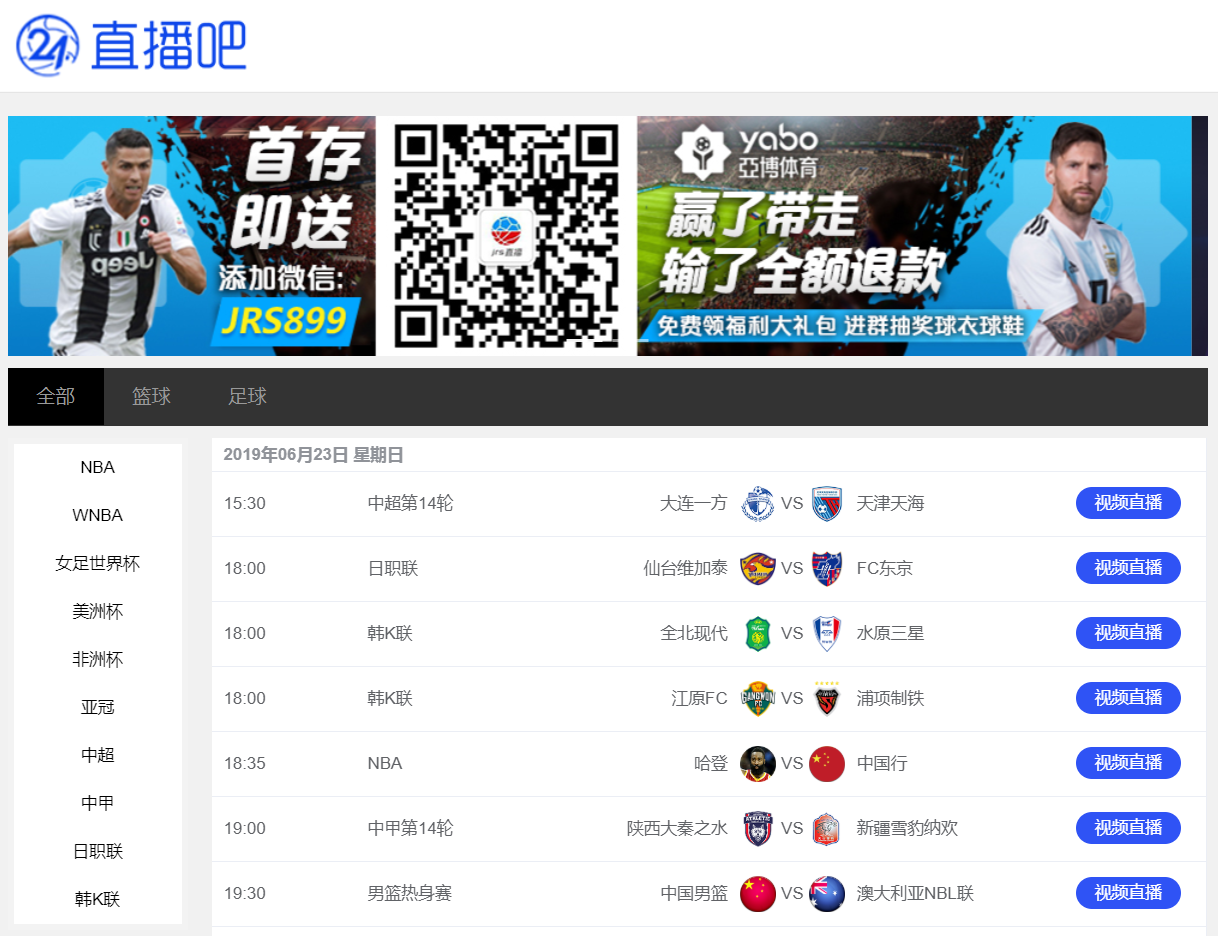 24 直播吧
首存
即送
添加微信:
JRS899
Jeep
jrs直播
yabo
亞博体育
赢了带走
输了全额退款
免费领福利大礼包 进群抽奖球衣球鞋
10
全部 篮球 足球
NBA
WNBA
女足世界杯
美洲杯
非洲杯
亚冠
中超
中甲
日职联
韩K联
2019年06月23日 星期日
15:30 中超第14轮 大连一方 VS 天津天海 视频直播
18:00 日职联 仙台维加泰 VS FC东京 视频直播
18:00 韩K联 全北现代 VS 水原三星 视频直播
18:00 韩K联 江原FC GANGWON FC VS 浦项制铁 视频直播
18:35 NBA 哈登 VS 中国行 视频直播
19:00 中甲第14轮 陕西大秦之水 ATHLETIC VS 新疆雪豹纳欢 视频直播
19:30 男篮热身赛 中国男篮 VS 澳大利亚NBL联 视频直播